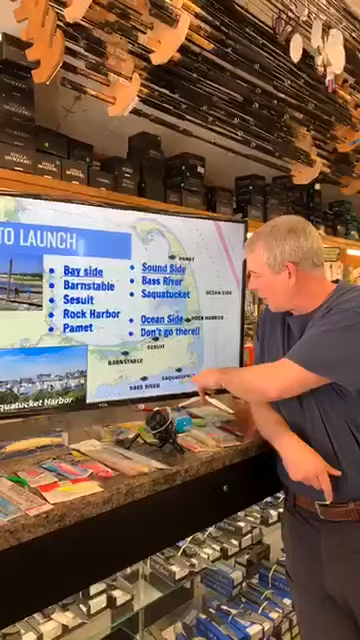 TO LAUNCH
Bay side
Barnstable
Sesuit
Rock Harbor
Pamet
Sound Side
Bass River
Saquatucket
Ocean Side
Don't go there!!
PAMET
OCEAN SIDE
ROCK HARBOR
SESUIT
BARNSTABLE
BASS RIVER
quatucket Harbor